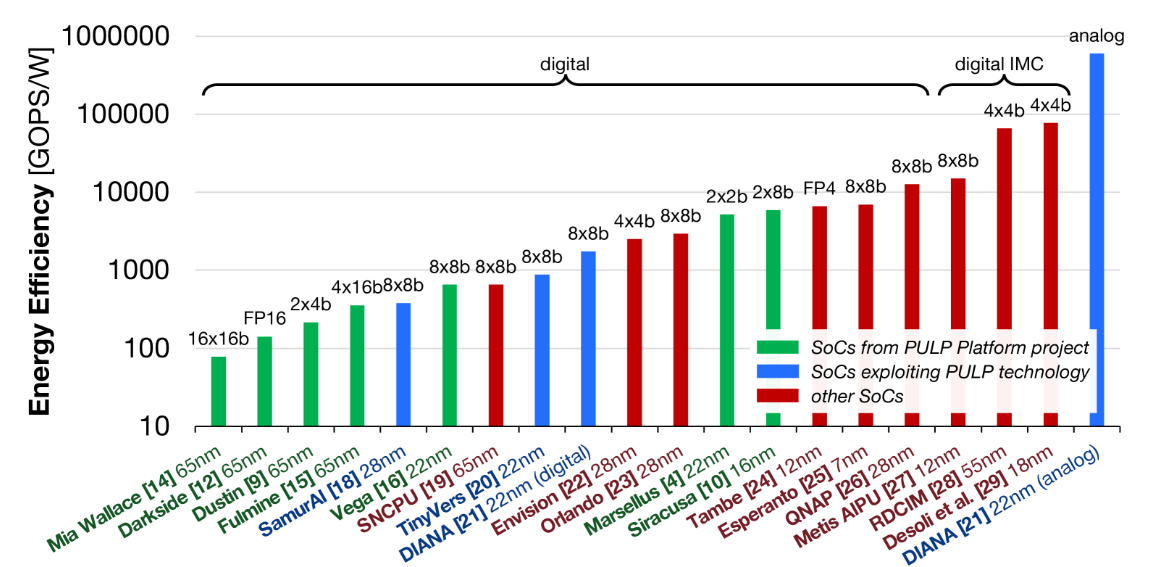 Energy Efficiency [GOPS/W]
1000000
100000
10000
1000
100
10
digital
digital IMC
analog
16x16b
FP16
2x4b
4x16b
8x8b
8x8b
8x8b
8x8b
8x8b
4x4b
8x8b
2x2b
2x8b
FP4
8x8b
8x8b
8x8b
4x4b
4x4b
SoCs from PULP Platform project
SoCs exploiting PULP technology
other SoCs
Mia Wallace [14] 65nm
Darkside [12] 65nm
Dustin [9] 65nm
Fulmine [15] 65nm
SamurAI [18] 28nm
Vega [16] 22nm
SNCPU [19] 65nm
TinyVers [20] 22nm
DIANA [21] 22nm (digital)
Envision [22] 28nm
Orlando [23] 28nm
Marsellus [4] 22nm
Siracusa [10] 16nm
Tambe [24] 12nm
Esperanto [25] 7nm
QNAP [26] 28nm
Metis AIPU [27] 12nm
RDCIM [28] 55nm
Desoli et al. [29] 18nm
DIANA [21] 22nm (analog)